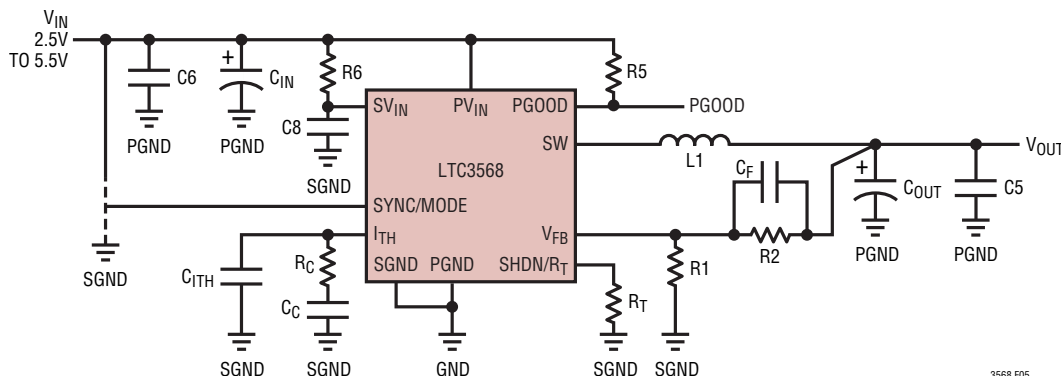 VIN
2.5V
TO 5.5V
C6
PGND
+
CIN
PGND
R6
C8
SGND
R5
PGOOD
SVIN
PVIN
PGOOD
SW
LTC3568
SYNC/MODE
ITH
VFB
SGND
PGND
SHDN/RT
L1
VOUT
CF
R2
+
COUT
PGND
C5
PGND
SGND
CITH
SGND
RC
CC
SGND
GND
RT
SGND
R1
SGND
3568 F05